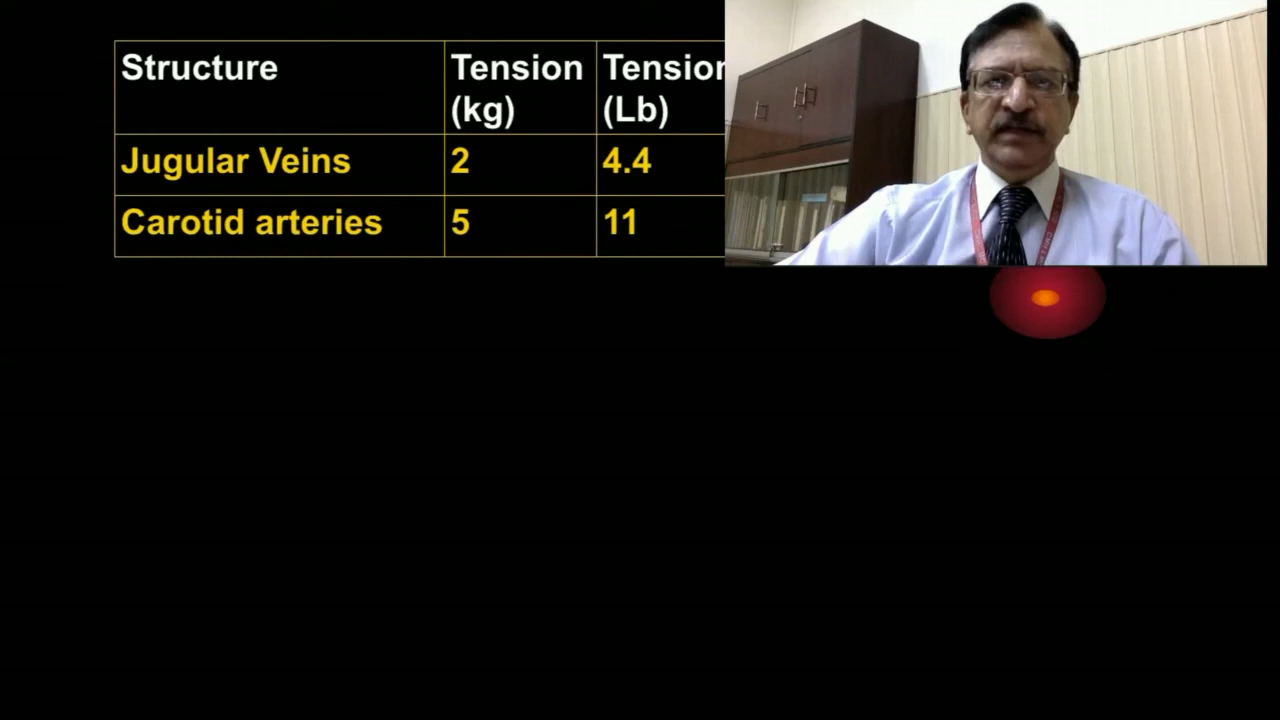 Structure Tension Tension
(kg) (Lb)
Jugular Veins 2 4.4
Carotid arteries 5 11